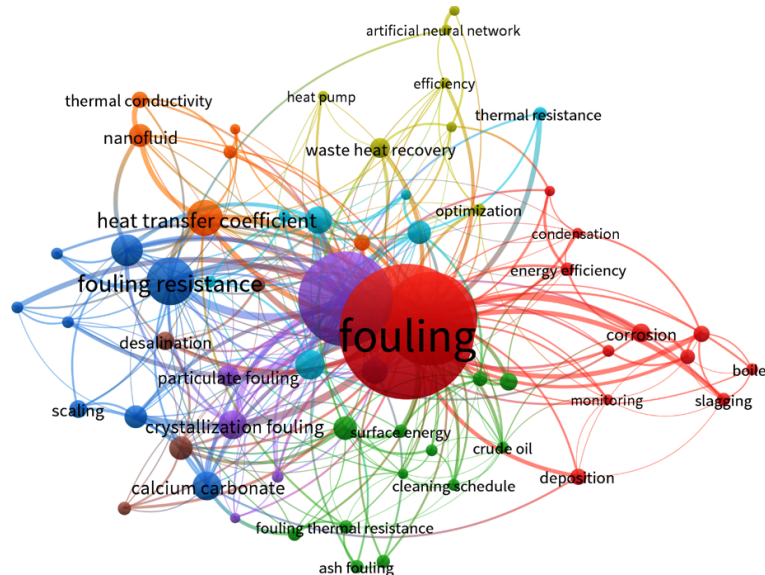 artificial neural network
efficiency
heat pump
thermal conductivity
thermal resistance
nanofluid
waste heat recovery
optimization
heat transfer coefficient
condensation
energy efficiency
fouling resistance
fouling
corrosion
desalination
boile
particulate fouling
monitoring
slagging
scaling
crystallization fouling
surface energy
crude oil
deposition
calcium carbonate
cleaning schedule
fouling thermal resistance
ash fouling